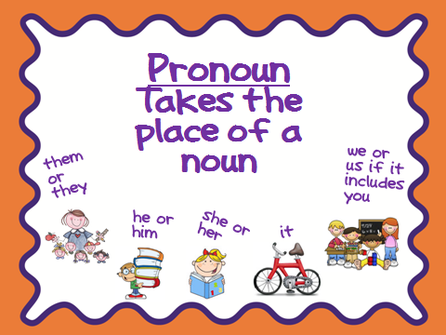 Pronoun
Takes the
place of a
noun
them
or
they
he or
him
she or
her
it
we or
us if it
includes
you